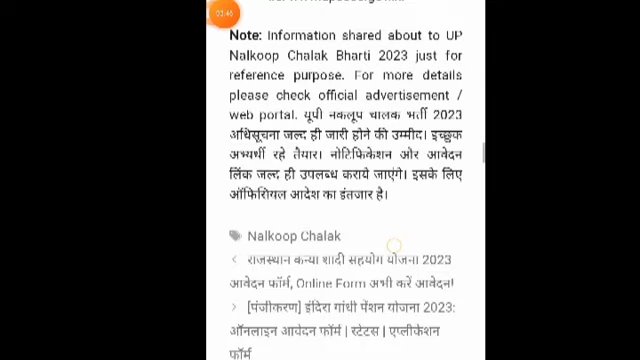 03:46
Note: Information shared about to UP
Nalkoop Chalak Bharti 2023 just for
reference purpose. For more details
please check official advertisement /
web portal. यूपी नकलूप चालक भर्ती 2023
अधिसूचना जल्द ही जारी होने की उम्मीद। इच्छुक
अभ्यर्थी रहे तैयार। नोटिफिकेशन और आवेदन
लिंक जल्द ही उपलब्ध कराये जाएंगे। इसके लिए
ऑफिसियल आदेश का इंतजार है।
Nalkoop Chalak
< राजस्थान कन्या शादी सहयोग योजना 2023
आवेदन फॉर्म, Online Form अभी करें आवेदन!
> [पंजीकरण] इंदिरा गांधी पेंशन योजना 2023:
ऑनलाइन आवेदन फॉर्म | स्टेटस | एप्लीकेशन
फॉर्म